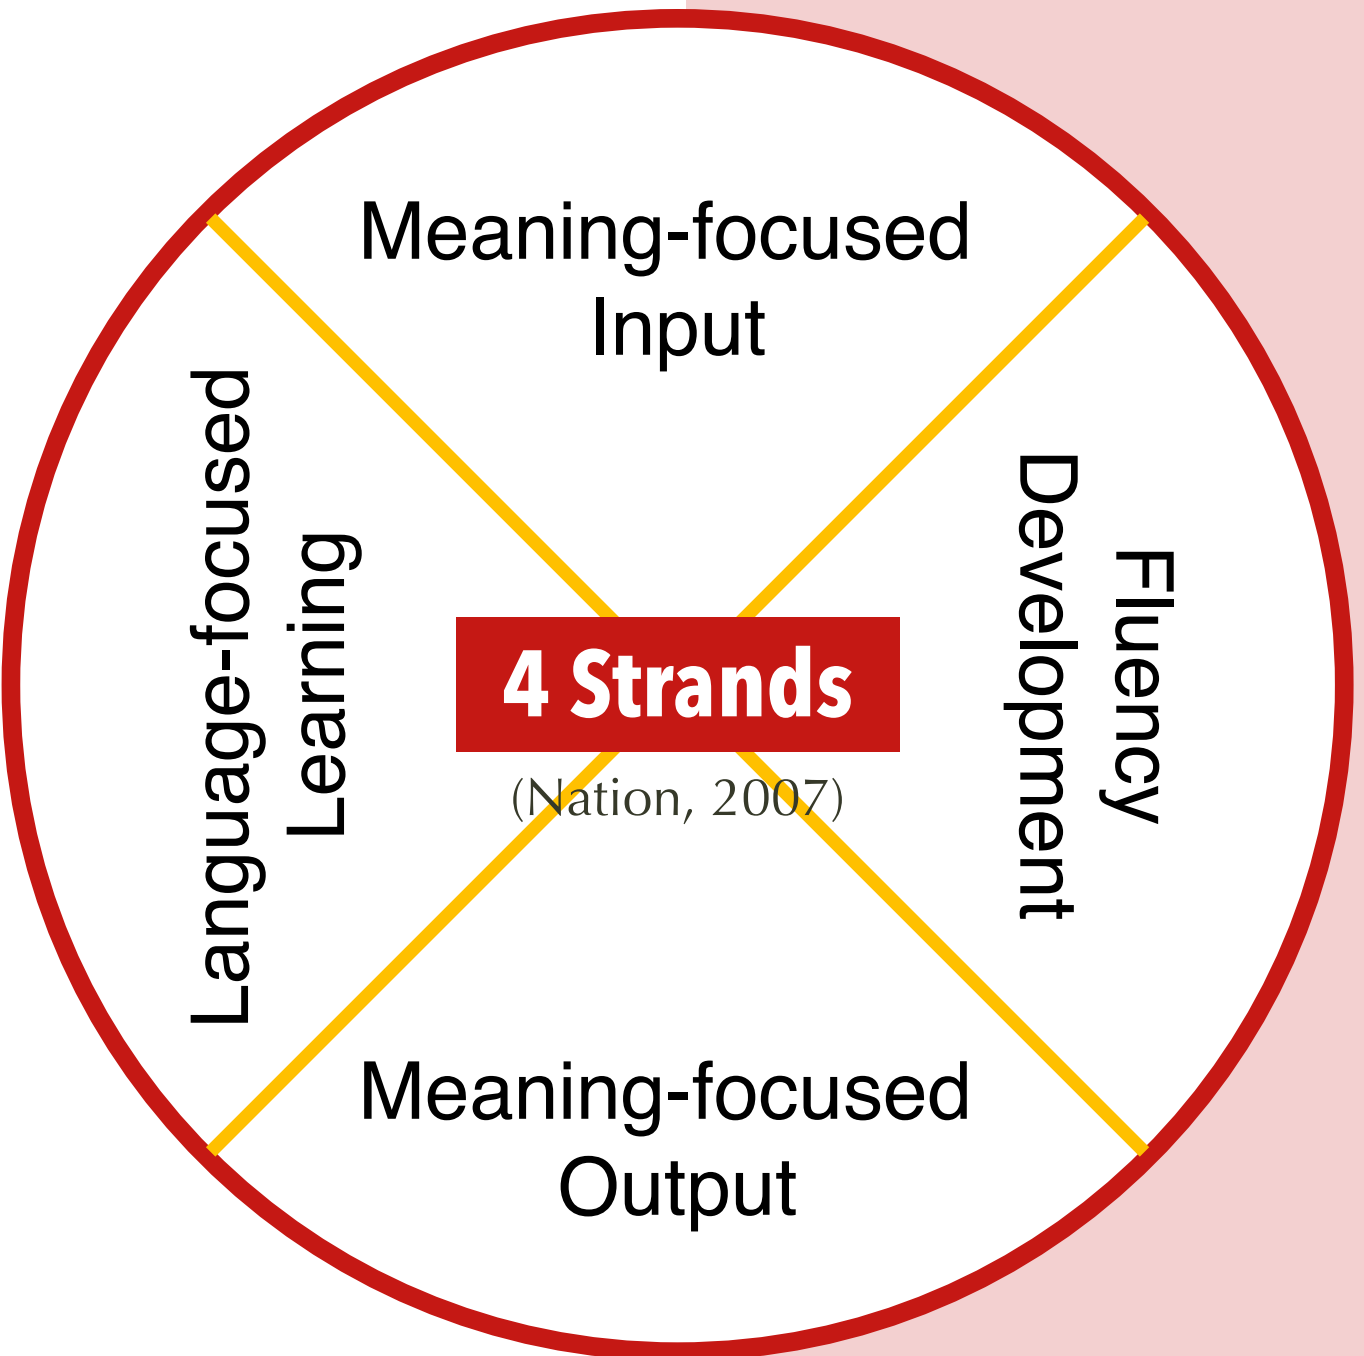 Meaning-focused
Input
Language-focused
Learning
4 Strands
(Nation, 2007)
Fluency
Development
Meaning-focused
Output